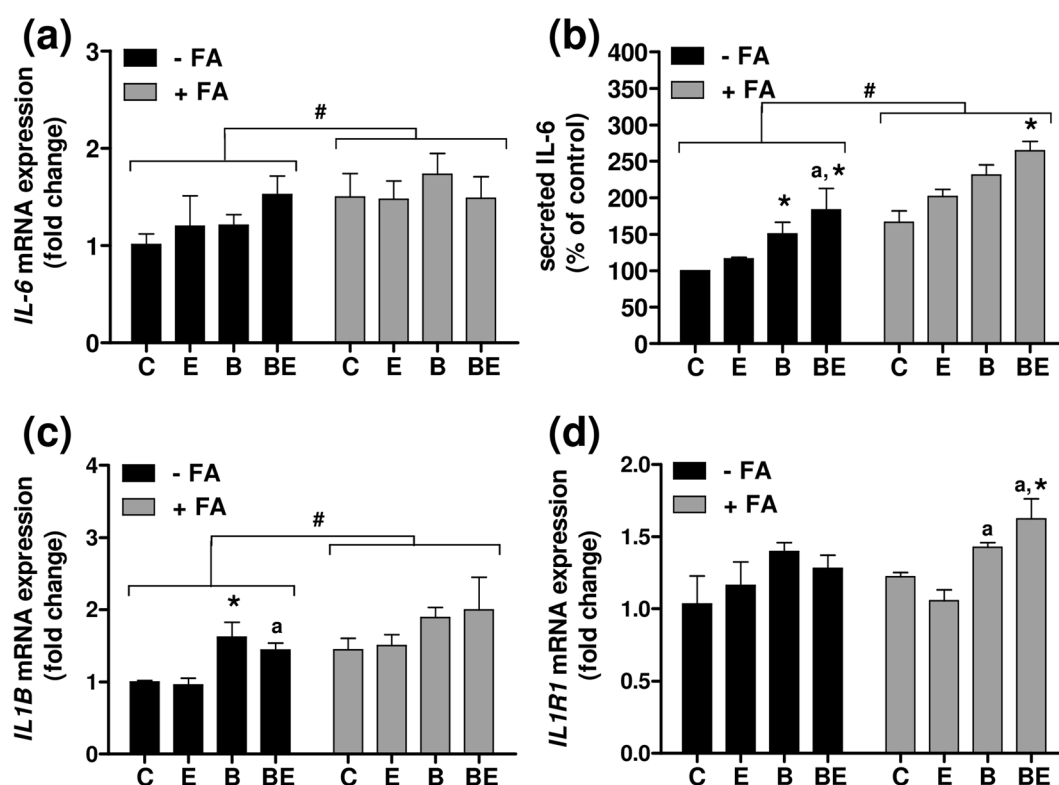 (a)
IL-6 mRNA expression
(fold change)
3
2
1
0
- FA
+ FA
#
C E B BE C E B BE
(b)
secreted IL-6
(% of control)
400
350
300
250
200
150
100
50
0
- FA
+ FA
#
*
a, *
*
C E B BE C E B BE
(c)
IL1B mRNA expression
(fold change)
4
3
2
1
0
- FA
+ FA
#
*
a
C E B BE C E B BE
(d)
IL1R1 mRNA expression
(fold change)
2.0
1.5
1.0
0.5
0.0
- FA
+ FA
a, *
a
C E B BE C E B BE